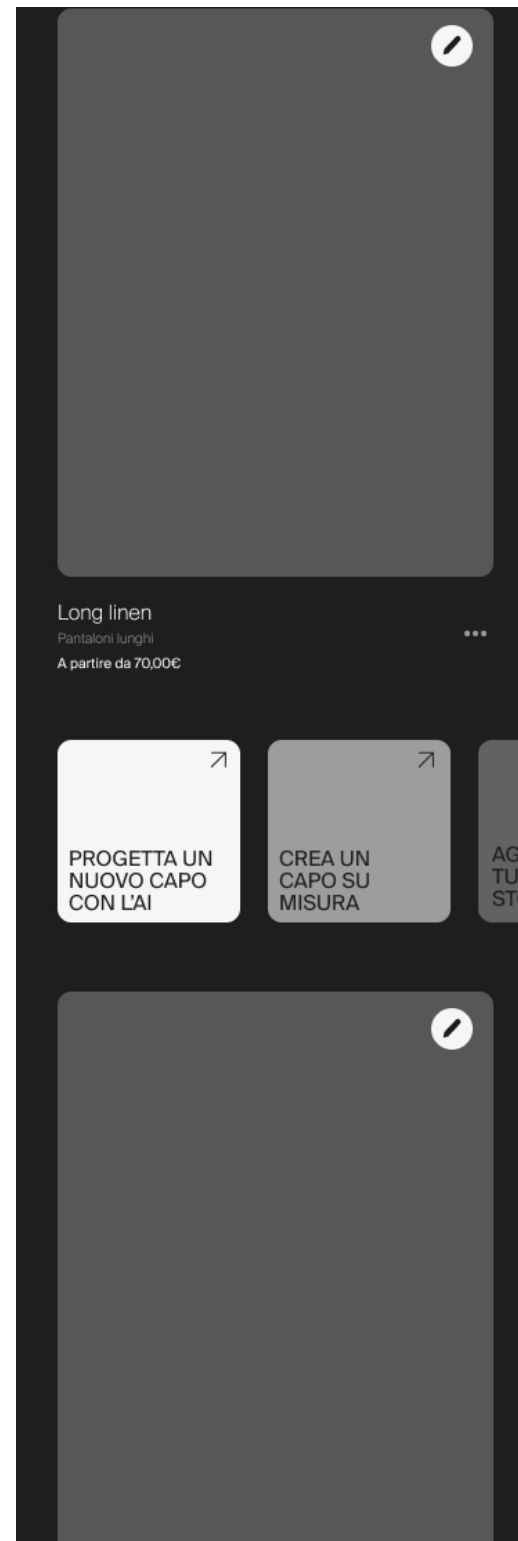 Long linen
Pantaloni lunghi
A partire da 70,00€
PROGETTA UN
NUOVO CAPO
CON L'AI
CREA UN
CAPO SU
MISURA